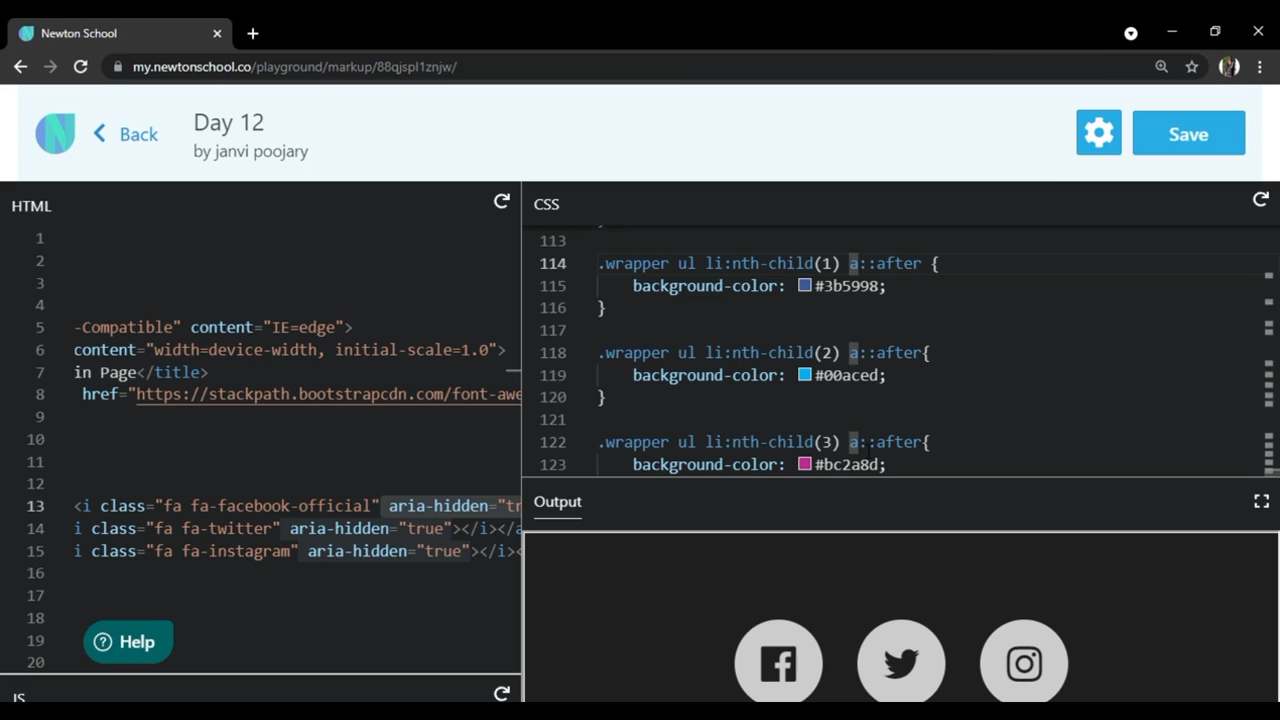 Newton School
my.newtonschool.co/playground/markup/88qjspl1znjw/
Back
Day 12
by janvi poojary
Save
HTML
1
2
3
4
5 -Compatible" content="IE=edge">
6 content="width=device-width, initial-scale=1.0">
7 in Page</title>
8 href="https://stackpath.bootstrapcdn.com/font-awe
9
10
11
12
13 <i class="fa fa-facebook-official" aria-hidden="tr
14 i class="fa fa-twitter" aria-hidden="true"></i></a
15 i class="fa fa-instagram" aria-hidden="true"></i><
16
17
18
19
20
Help
JS
CSS
113
114 .wrapper ul li:nth-child(1) a::after {
115 background-color: #3b5998;
116 }
117
118 .wrapper ul li:nth-child(2) a::after{
119 background-color: #00aced;
120 }
121
122 .wrapper ul li:nth-child(3) a::after{
123 background-color: #bc2a8d;
Output